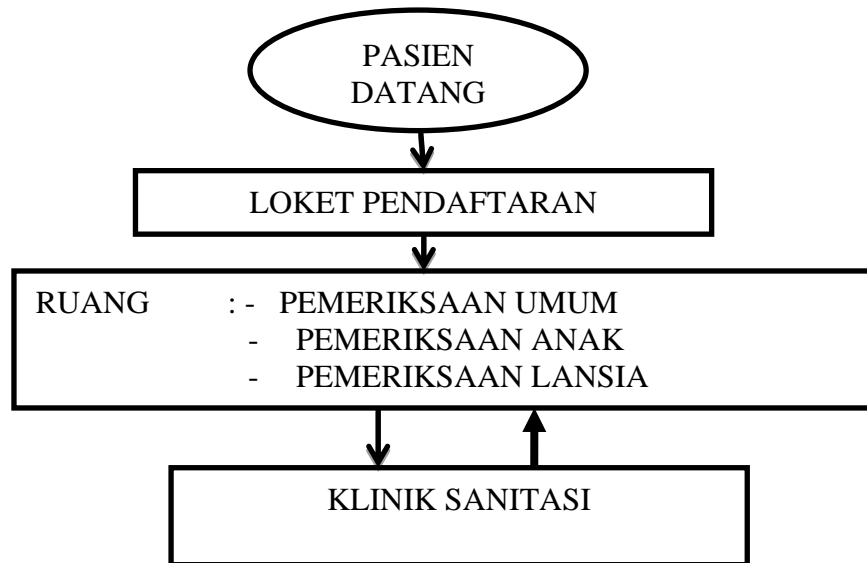 PASIEN
DATANG
LOKET PENDAFTARAN
RUANG : - PEMERIKSAAN UMUM
- PEMERIKSAAN ANAK
- PEMERIKSAAN LANSIA
KLINIK SANITASI